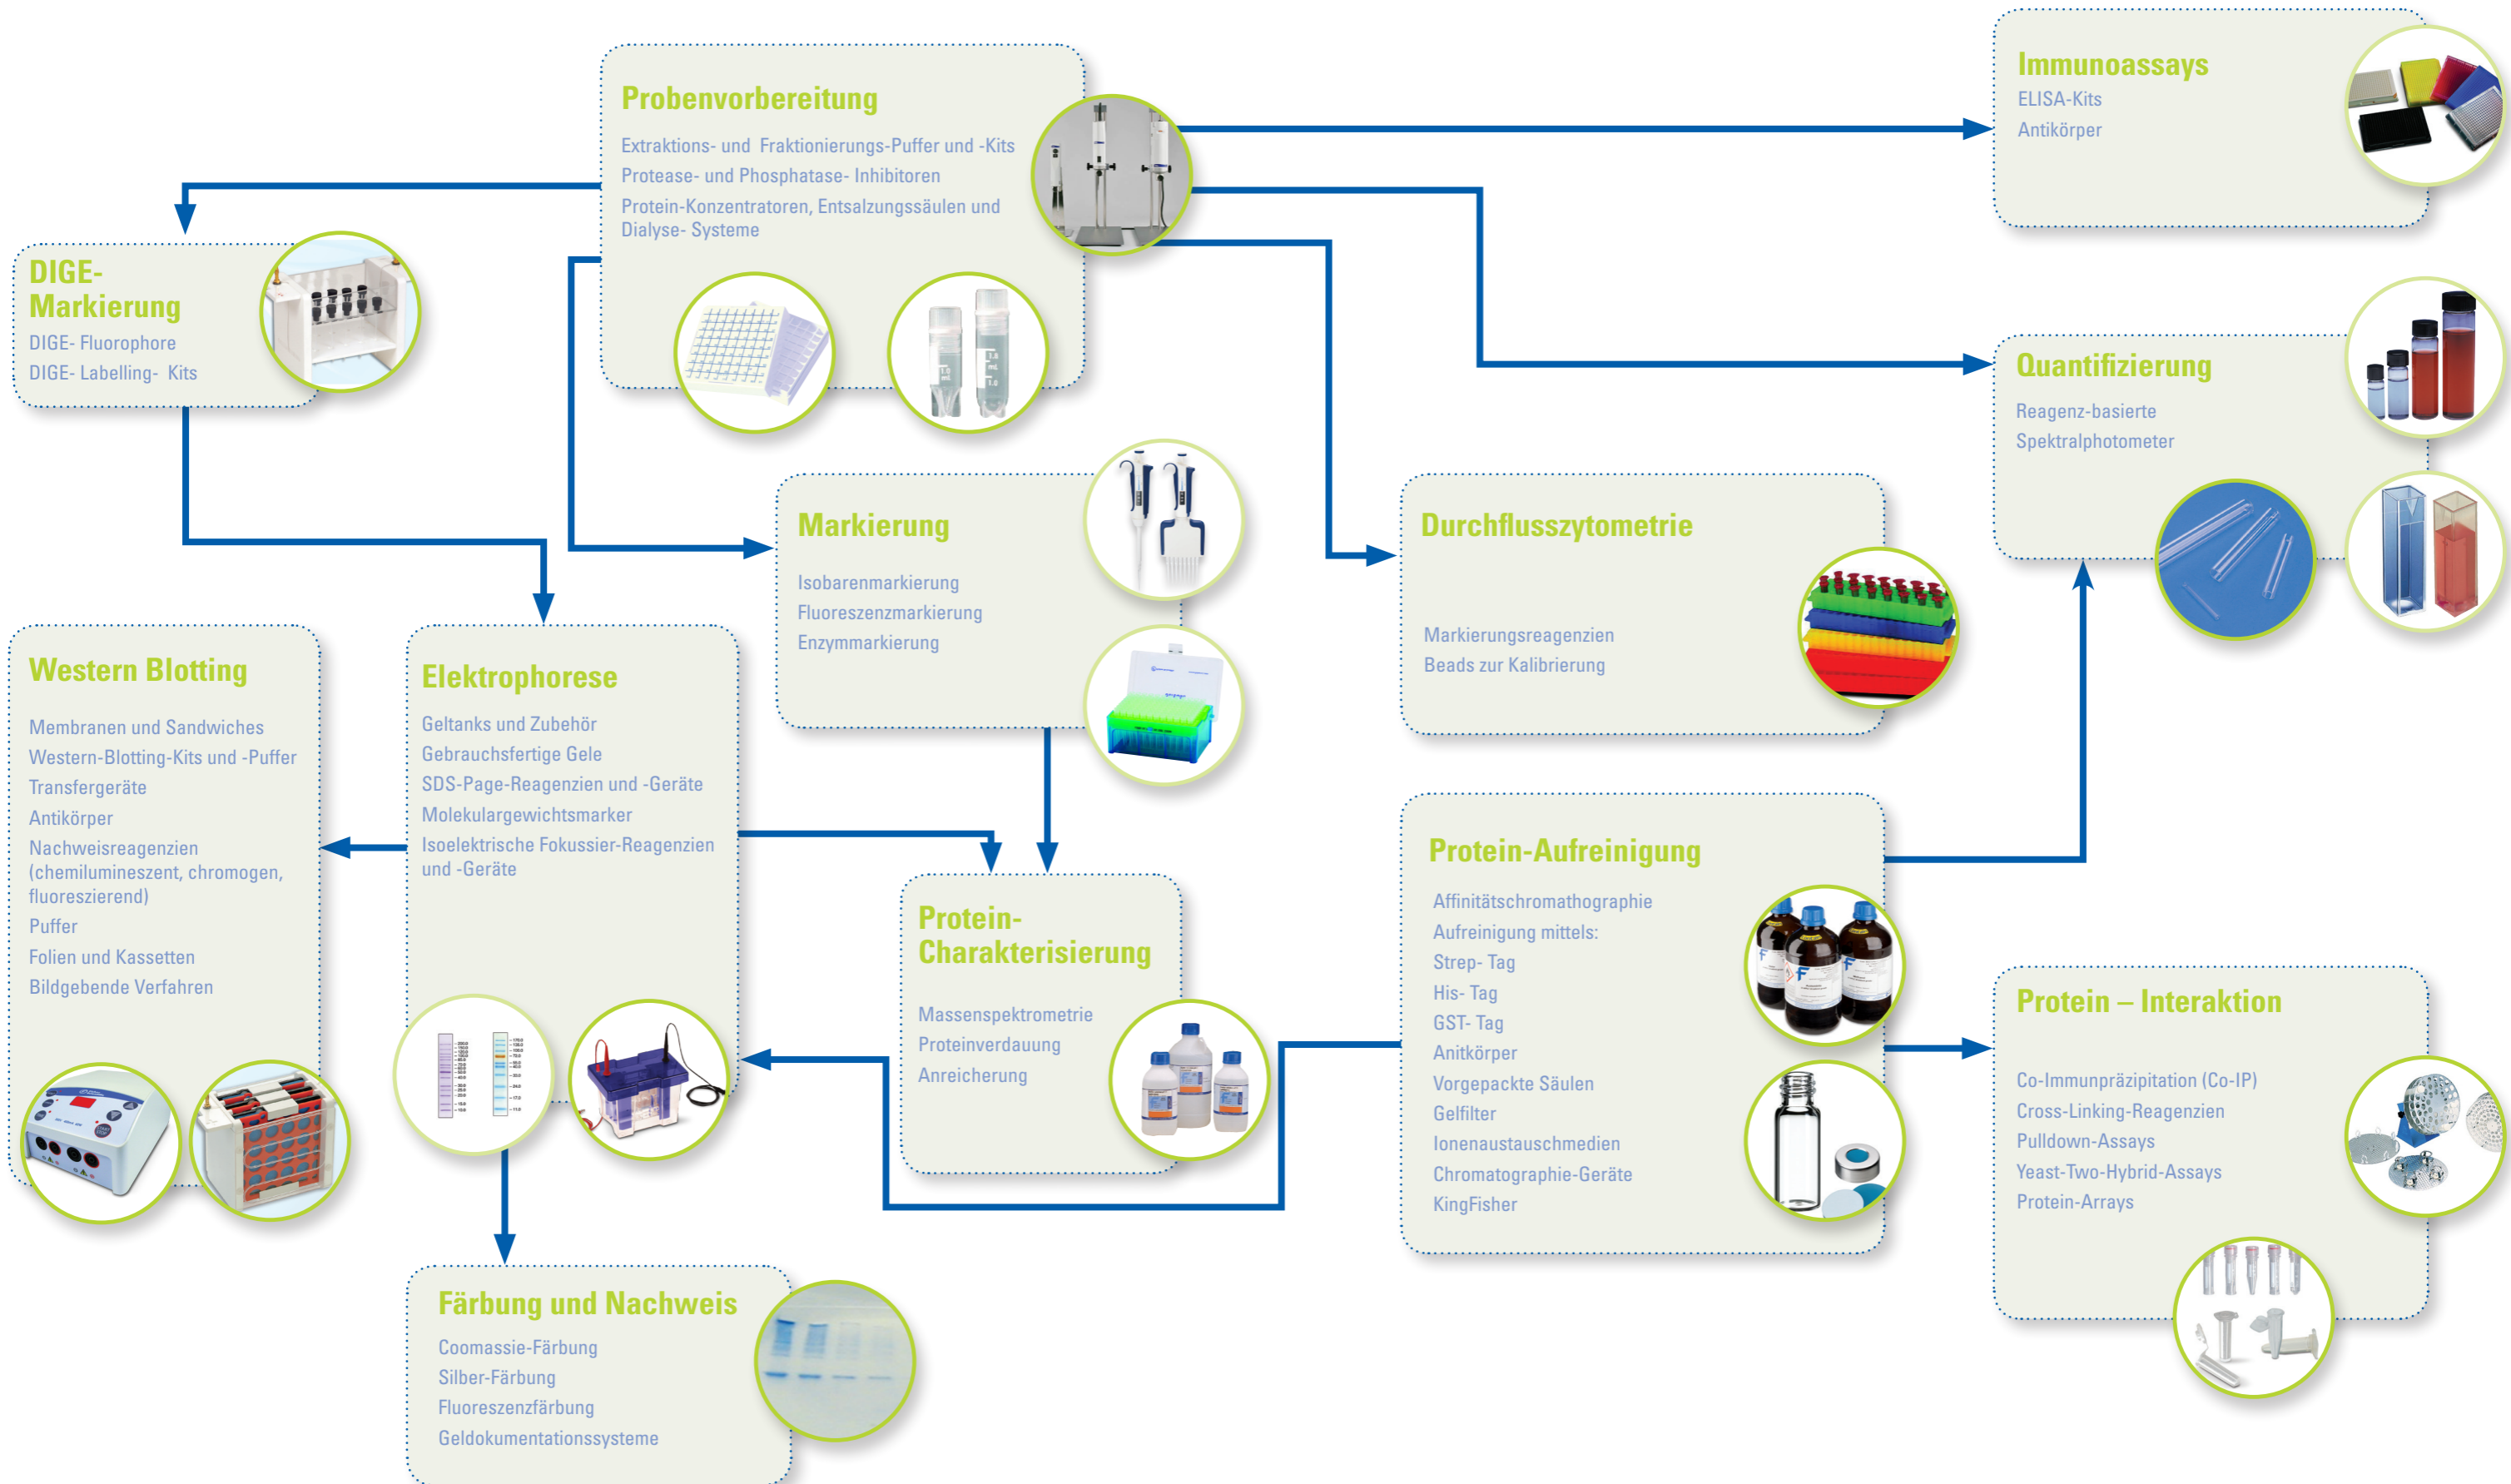 Probenvorbereitung
Extraktions- und Fraktionierungs-Puffer und -Kits
Protease- und Phosphatase- Inhibitoren
Protein-Konzentratoren, Entsalzungssäulen und
Dialyse- Systeme
Immunoassays
ELISA-Kits
Antikörper
DIGE-
Markierung
DIGE- Fluorophore
DIGE- Labelling- Kits
Quantifizierung
Reagenz-basierte
Spektralphotometer
Markierung
Isobarenmarkierung
Fluoreszenzmarkierung
Enzymmarkierung
Durchflusszytometrie
Markierungsreagenzien
Beads zur Kalibrierung
Western Blotting
Membranen und Sandwiches
Western-Blotting-Kits und -Puffer
Transfergeräte
Antikörper
Nachweisreagenzien
(chemilumineszent, chromogen,
fluoreszierend)
Puffer
Folien und Kassetten
Bildgebende Verfahren
Elektrophorese
Geltanks und Zubehör
Gebrauchsfertige Gele
SDS-Page-Reagenzien und -Geräte
Molekulargewichtsmarker
Isoelektrische Fokussier-Reagenzien
und -Geräte
Protein-
Charakterisierung
Massenspektrometrie
Proteinverdauung
Anreicherung
Protein-Aufreinigung
Affinitätschromathographie
Aufreinigung mittels:
Strep- Tag
His- Tag
GST- Tag
Anitkörper
Vorgepackte Säulen
Gelfilter
Ionenaustauschmedien
Chromatographie-Geräte
KingFisher
Protein – Interaktion
Co-Immunpräzipitation (Co-IP)
Cross-Linking-Reagenzien
Pulldown-Assays
Yeast-Two-Hybrid-Assays
Protein-Arrays
Färbung und Nachweis
Coomassie-Färbung
Silber-Färbung
Fluoreszenzfärbung
Geldokumentationssysteme